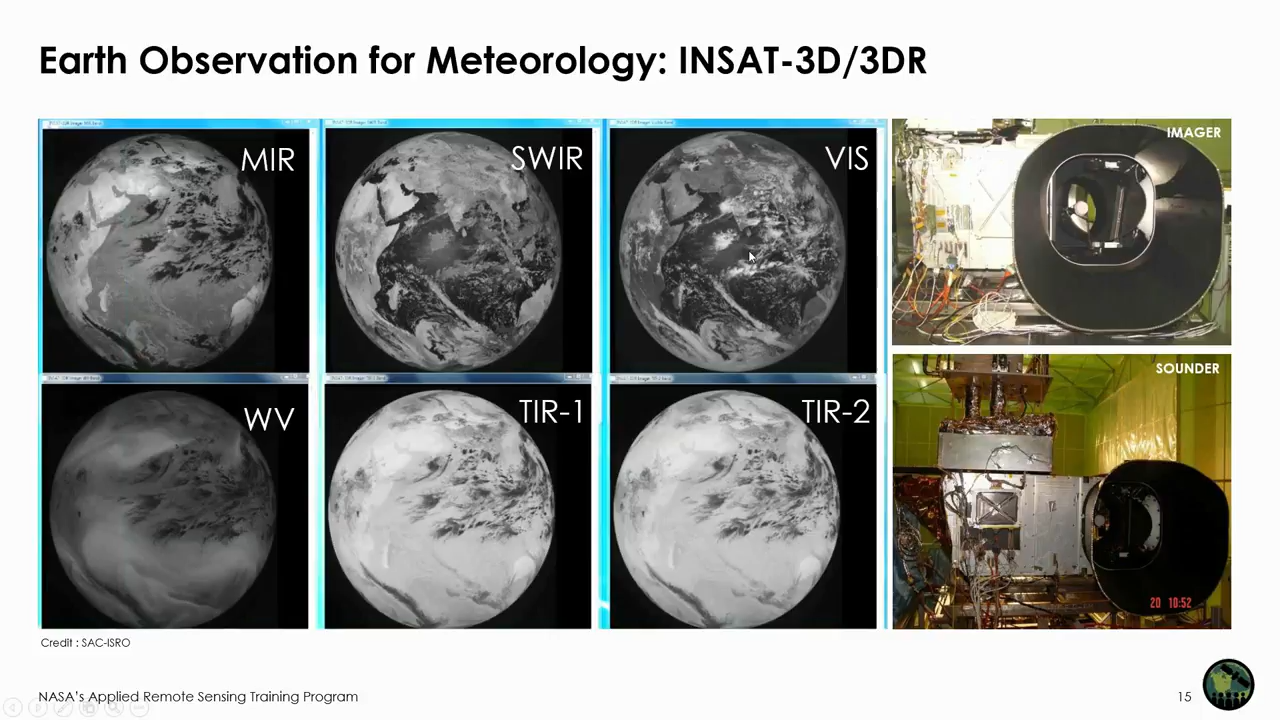 Earth Observation for Meteorology: INSAT-3D/3DR
MIR
SWIR
VIS
IMAGER
WV
TIR-1
TIR-2
SOUNDER
20 10:52
Credit : SAC-ISRO
NASA's Applied Remote Sensing Training Program
15